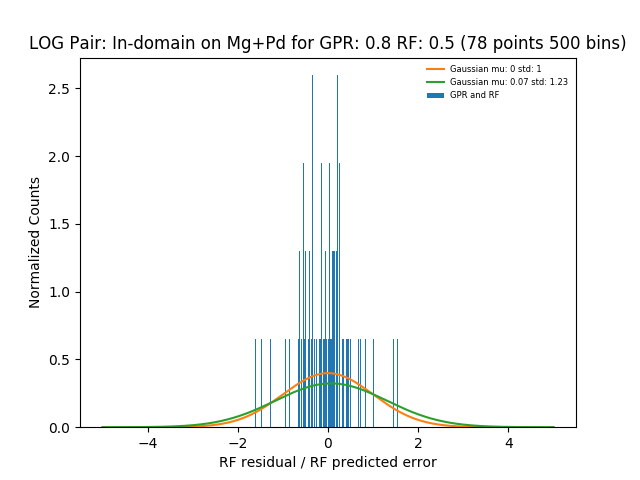 LOG Pair: In-domain on Mg+Pd for GPR: 0.8 RF: 0.5 (78 points 500 bins)
Gaussian mu: 0 std: 1
Gaussian mu: 0.07 std: 1.23
GPR and RF
Normalized Counts
2.5
2.0
1.5
1.0
0.5
0.0
−4 −2 0 2 4
RF residual / RF predicted error